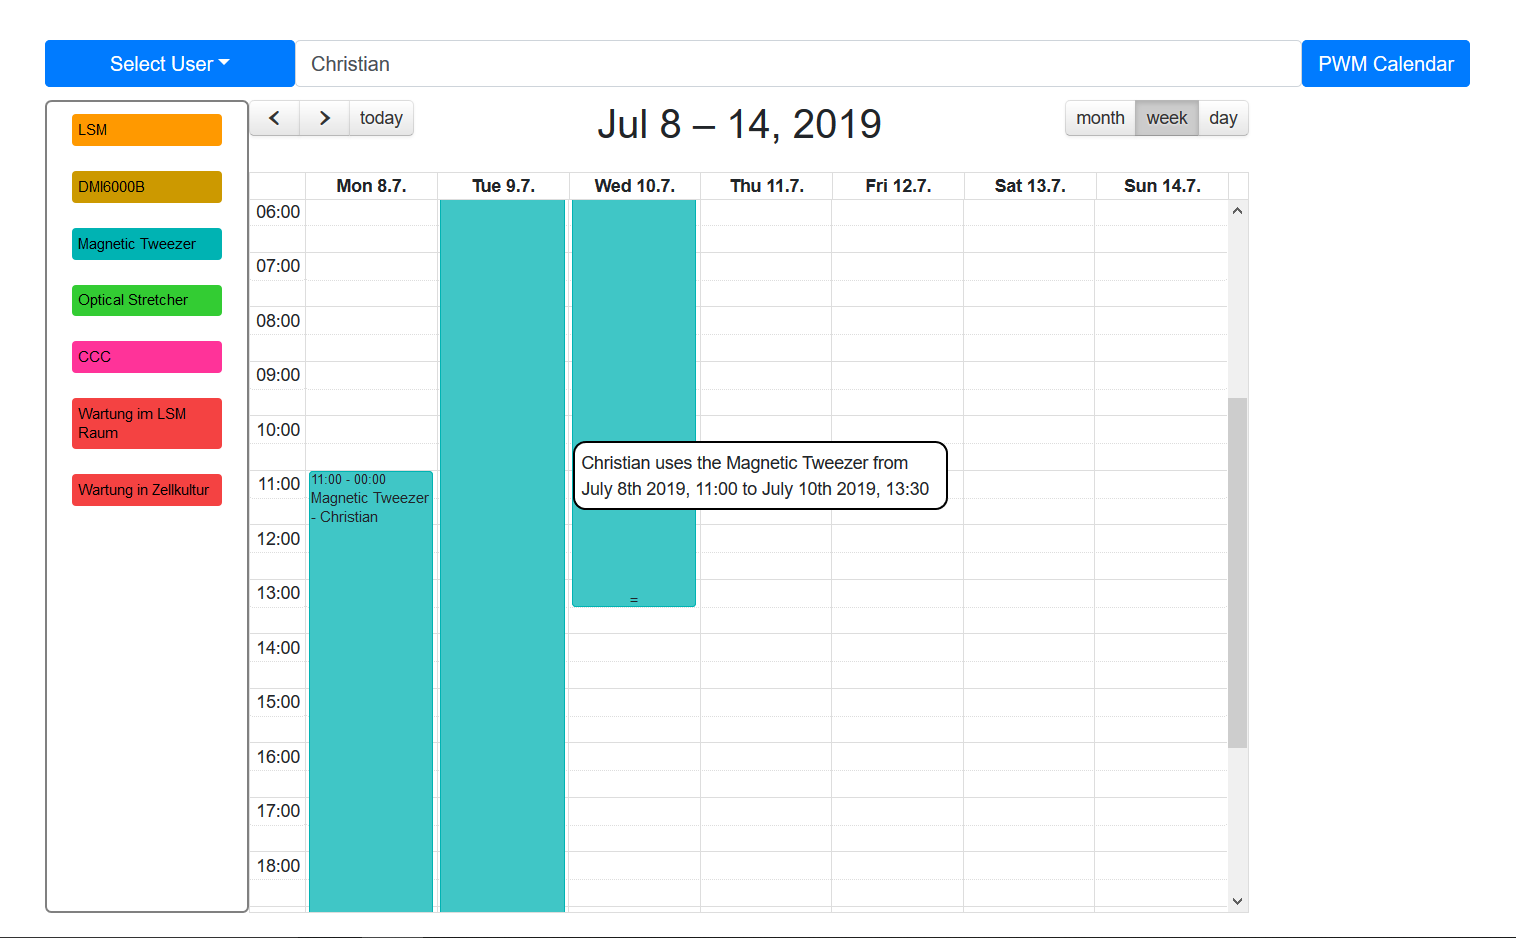 Select User
Christian
PWM Calendar
LSM
DMI6000B
Magnetic Tweezer
Optical Stretcher
CCC
Wartung im LSM
Raum
Wartung in Zellkultur
today
Jul 8 – 14, 2019
month week day
Mon 8.7. Tue 9.7. Wed 10.7. Thu 11.7. Fri 12.7. Sat 13.7. Sun 14.7.
06:00
07:00
08:00
09:00
10:00
11:00
12:00
13:00
14:00
15:00
16:00
17:00
18:00
11:00 - 00:00
Magnetic Tweezer
- Christian
Christian uses the Magnetic Tweezer from
July 8th 2019, 11:00 to July 10th 2019, 13:30
=